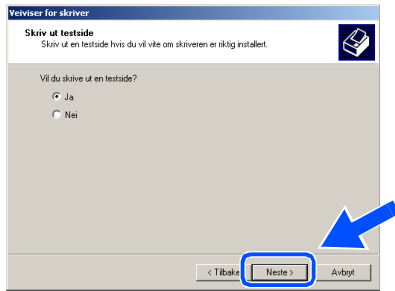 Veiviser for skriver
Skriv ut testside
Skriv ut en testside hvis du vil vite om skriveren er riktig installert.
Vil du skrive ut en testside?
Ja
Nei
< Tilbake
Neste >
Avbryt